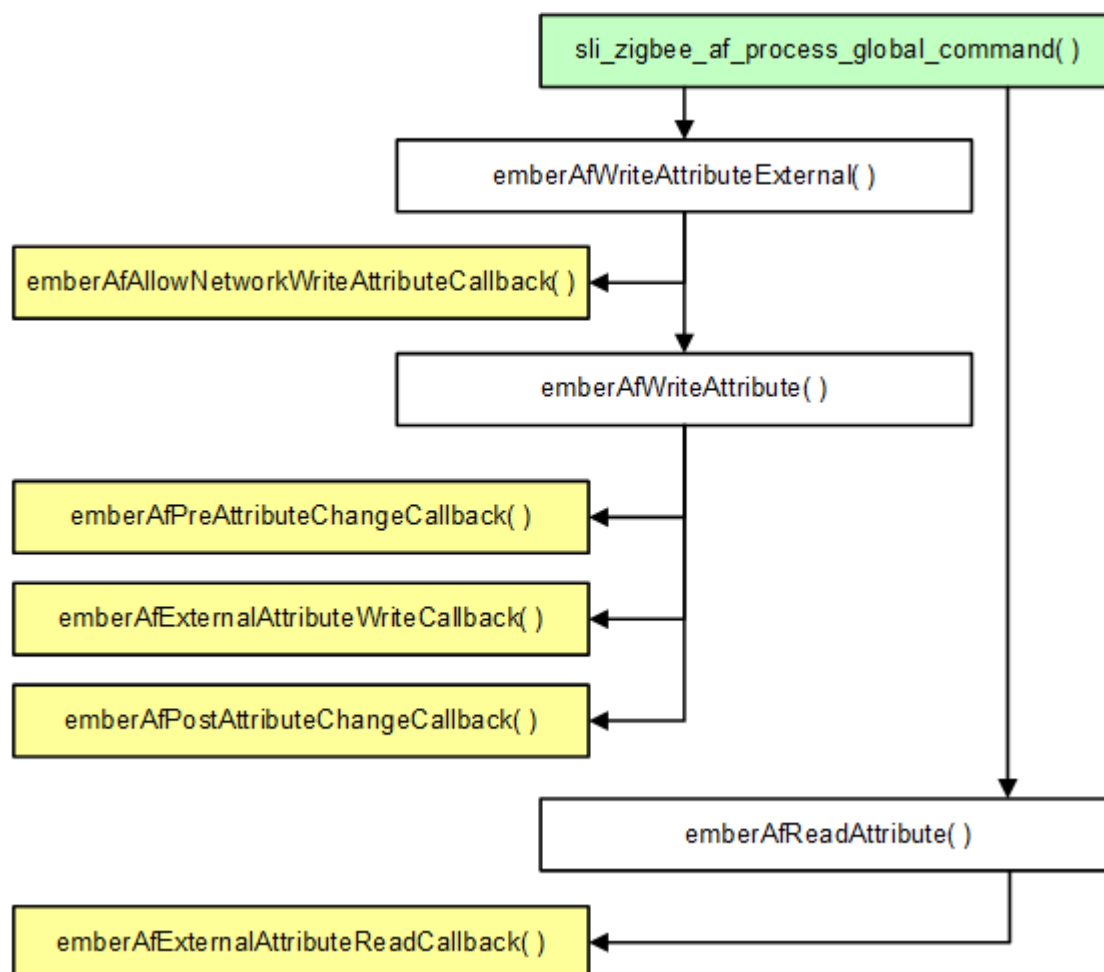 sli_zigbee_af_process_global_command( )
emberAfWriteAttributeExternal( )
emberAfAllowNetworkWriteAttributeCallback( )
emberAfWriteAttribute( )
emberAfPreAttributeChangeCallback( )
emberAfExternalAttributeWriteCallback( )
emberAfPostAttributeChangeCallback( )
emberAfReadAttribute( )
emberAfExternalAttributeReadCallback( )